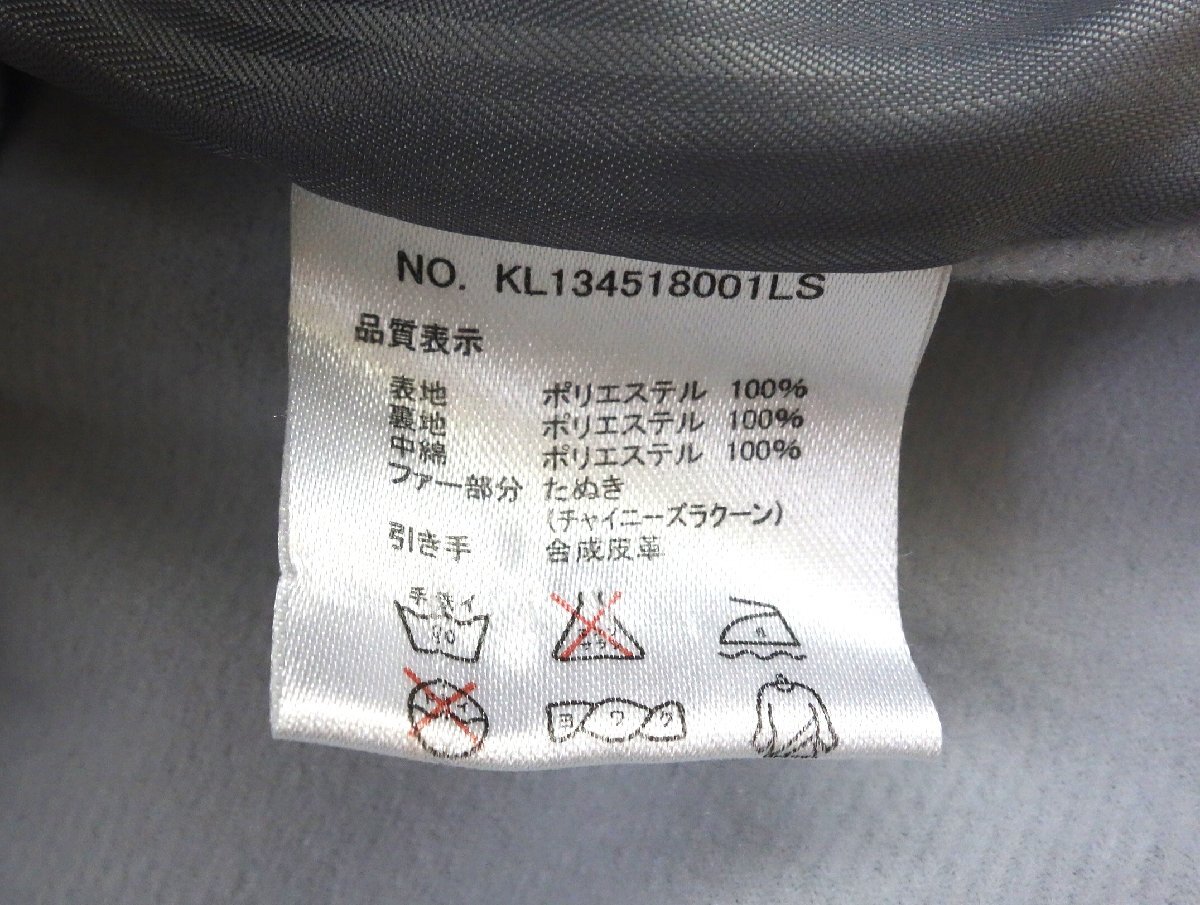 NO. KL134518001LS
品質表示
表地 ポリエステル 100%
裏地 ポリエステル 100%
中綿 ポリエステル 100%
ファー部分 たぬき
(チャイニーズラクーン)
引き手 合成皮革
手洗イ
30
ヨワク